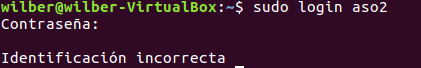 wilber@wilber-VirtualBox:~$ sudo login aso2
Contraseña:
Identificación incorrecta